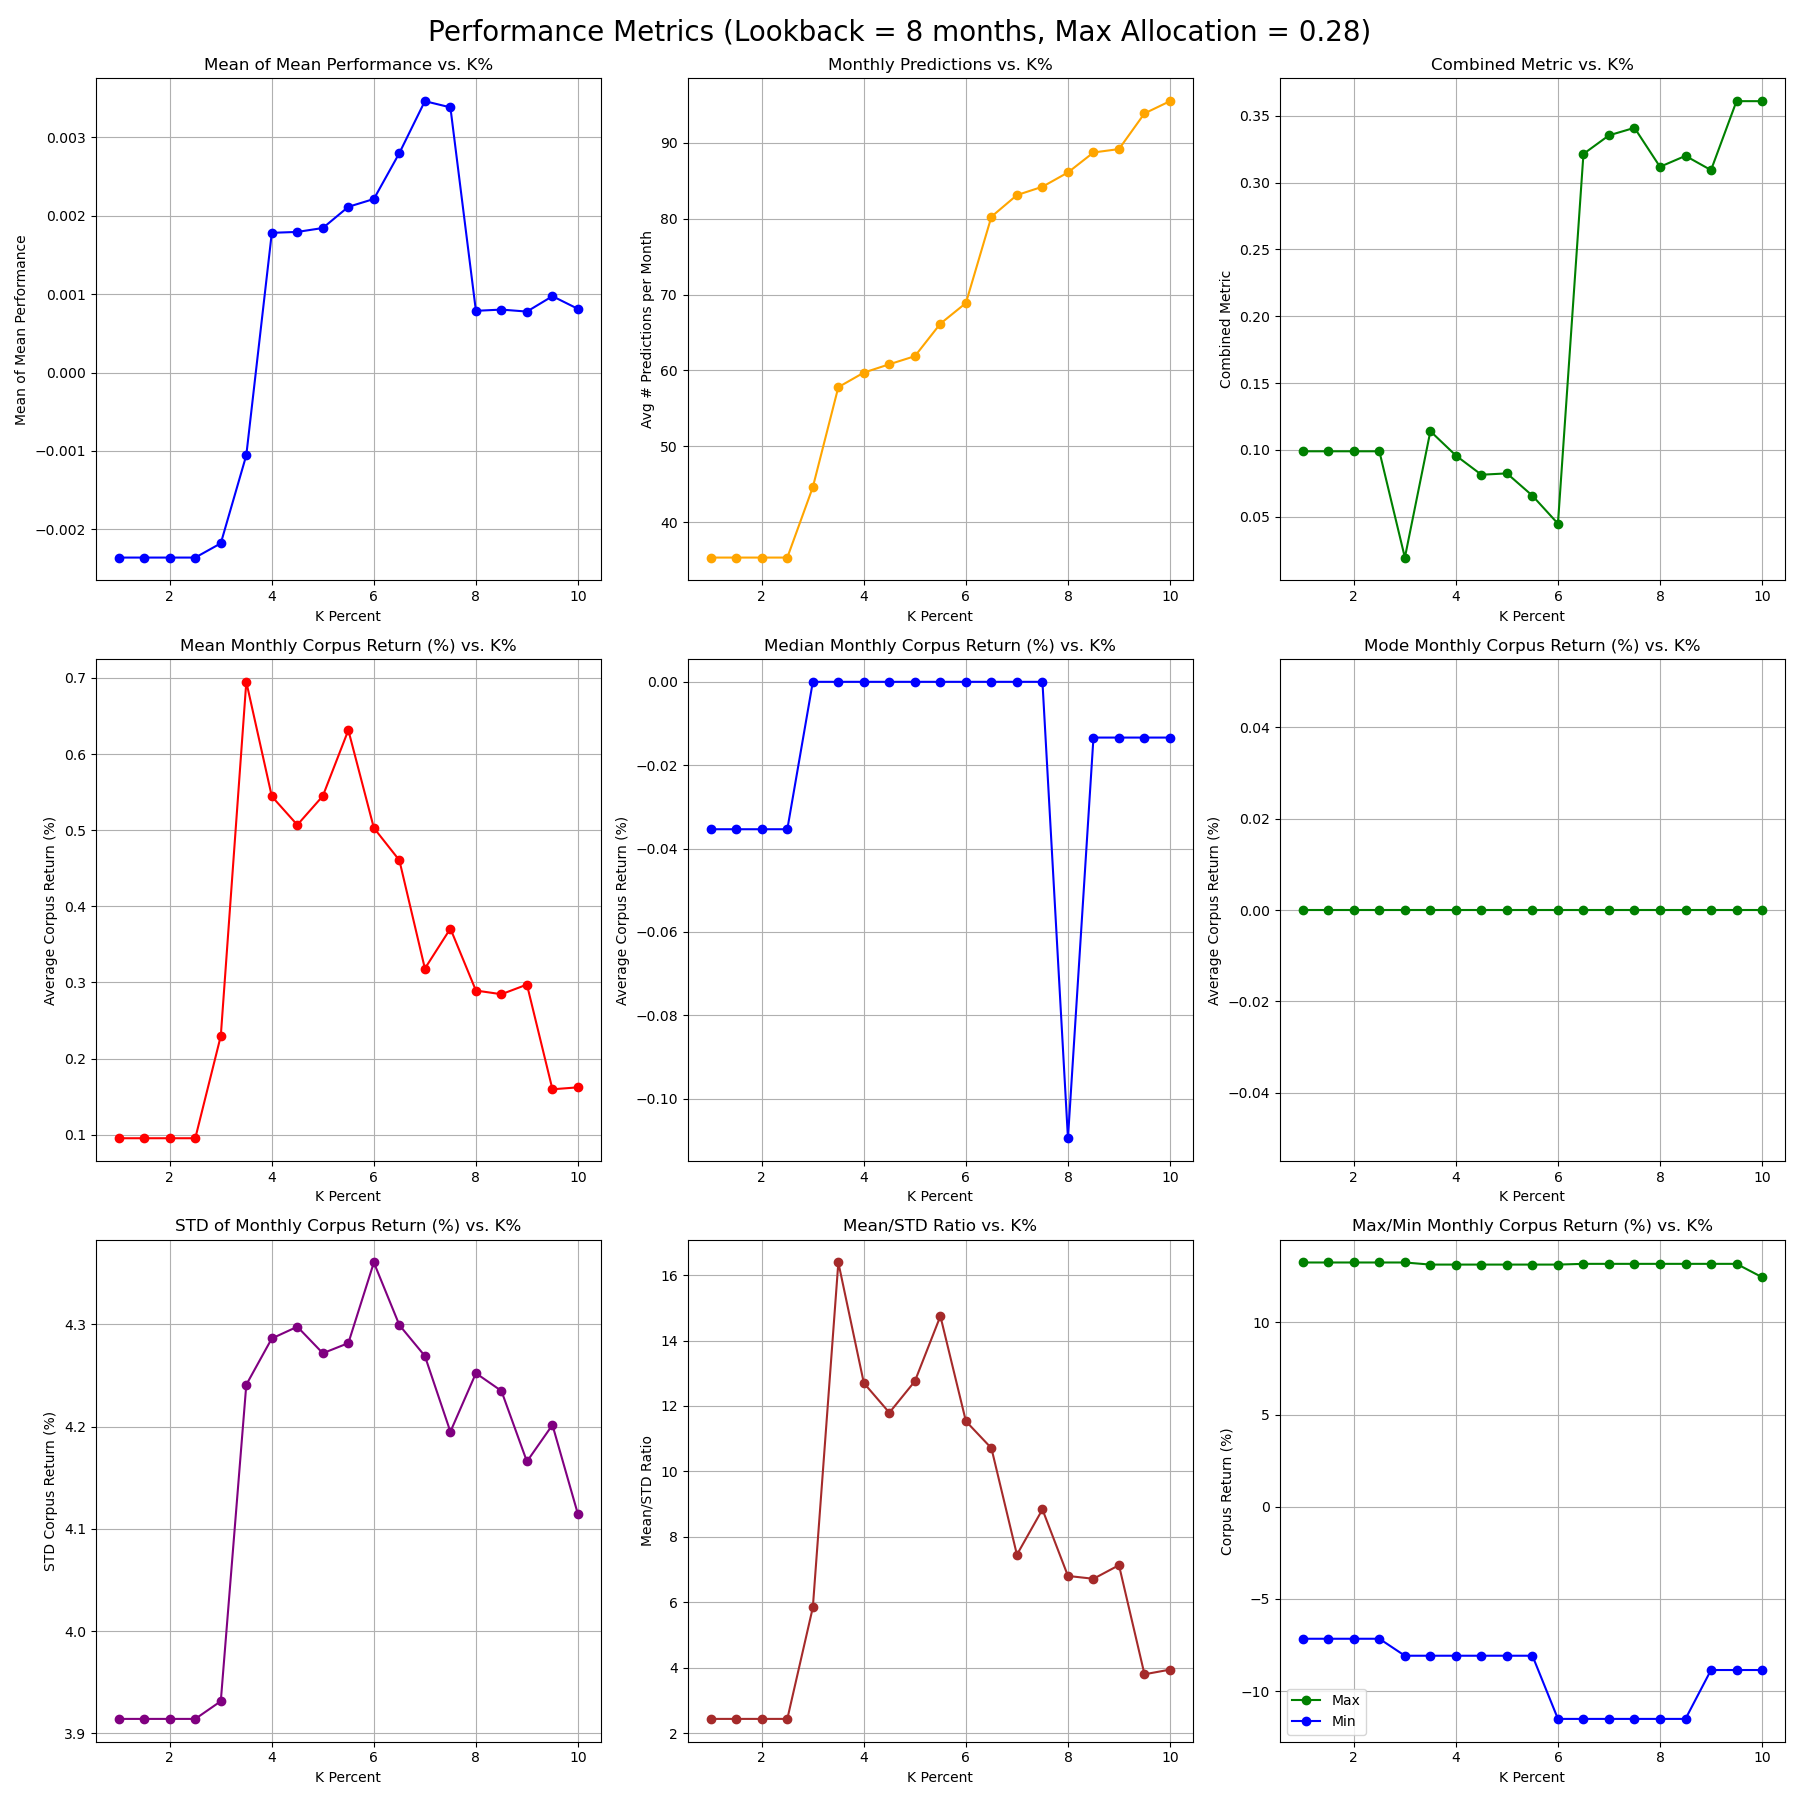 Performance Metrics (Lookback = 8 months, Max Allocation = 0.28)
Mean of Mean Performance vs. K%
Mean of Mean Performance
0.003
0.002
0.001
0.000
−0.001
−0.002
2 4 6 8 10
K Percent
Monthly Predictions vs. K%
Avg # Predictions per Month
90
80
70
60
50
40
2 4 6 8 10
K Percent
Combined Metric vs. K%
Combined Metric
0.35
0.30
0.25
0.20
0.15
0.10
0.05
2 4 6 8 10
K Percent
Mean Monthly Corpus Return (%) vs. K%
Average Corpus Return (%)
0.7
0.6
0.5
0.4
0.3
0.2
0.1
2 4 6 8 10
K Percent
Median Monthly Corpus Return (%) vs. K%
Average Corpus Return (%)
0.00
−0.02
−0.04
−0.06
−0.08
−0.10
2 4 6 8 10
K Percent
Mode Monthly Corpus Return (%) vs. K%
Average Corpus Return (%)
0.04
0.02
0.00
−0.02
−0.04
2 4 6 8 10
K Percent
STD of Monthly Corpus Return (%) vs. K%
STD Corpus Return (%)
4.3
4.2
4.1
4.0
3.9
2 4 6 8 10
K Percent
Mean/STD Ratio vs. K%
Mean/STD Ratio
16
14
12
10
8
6
4
2
2 4 6 8 10
K Percent
Max/Min Monthly Corpus Return (%) vs. K%
Corpus Return (%)
10
5
0
−5
−10
Max
Min
2 4 6 8 10
K Percent